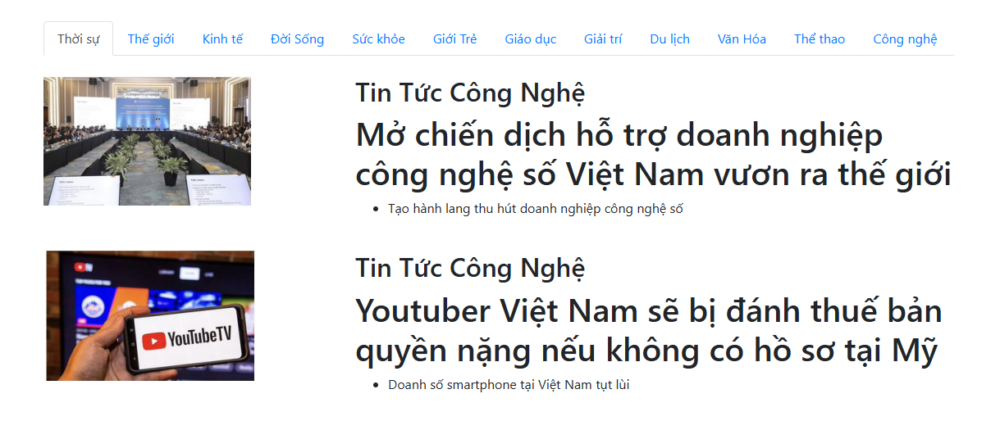 Thời sự Thế giới Kinh tế Đời Sống Sức khỏe Giới Trẻ Giáo dục Giải trí Du lịch Văn Hóa Thể thao Công nghệ
Tin Tức Công Nghệ
Mở chiến dịch hỗ trợ doanh nghiệp
công nghệ số Việt Nam vươn ra thế giới
Tạo hành lang thu hút doanh nghiệp công nghệ số
YouTubeTV
Tin Tức Công Nghệ
Youtuber Việt Nam sẽ bị đánh thuế bản
quyền nặng nếu không có hồ sơ tại Mỹ
Doanh số smartphone tại Việt Nam tụt lùi